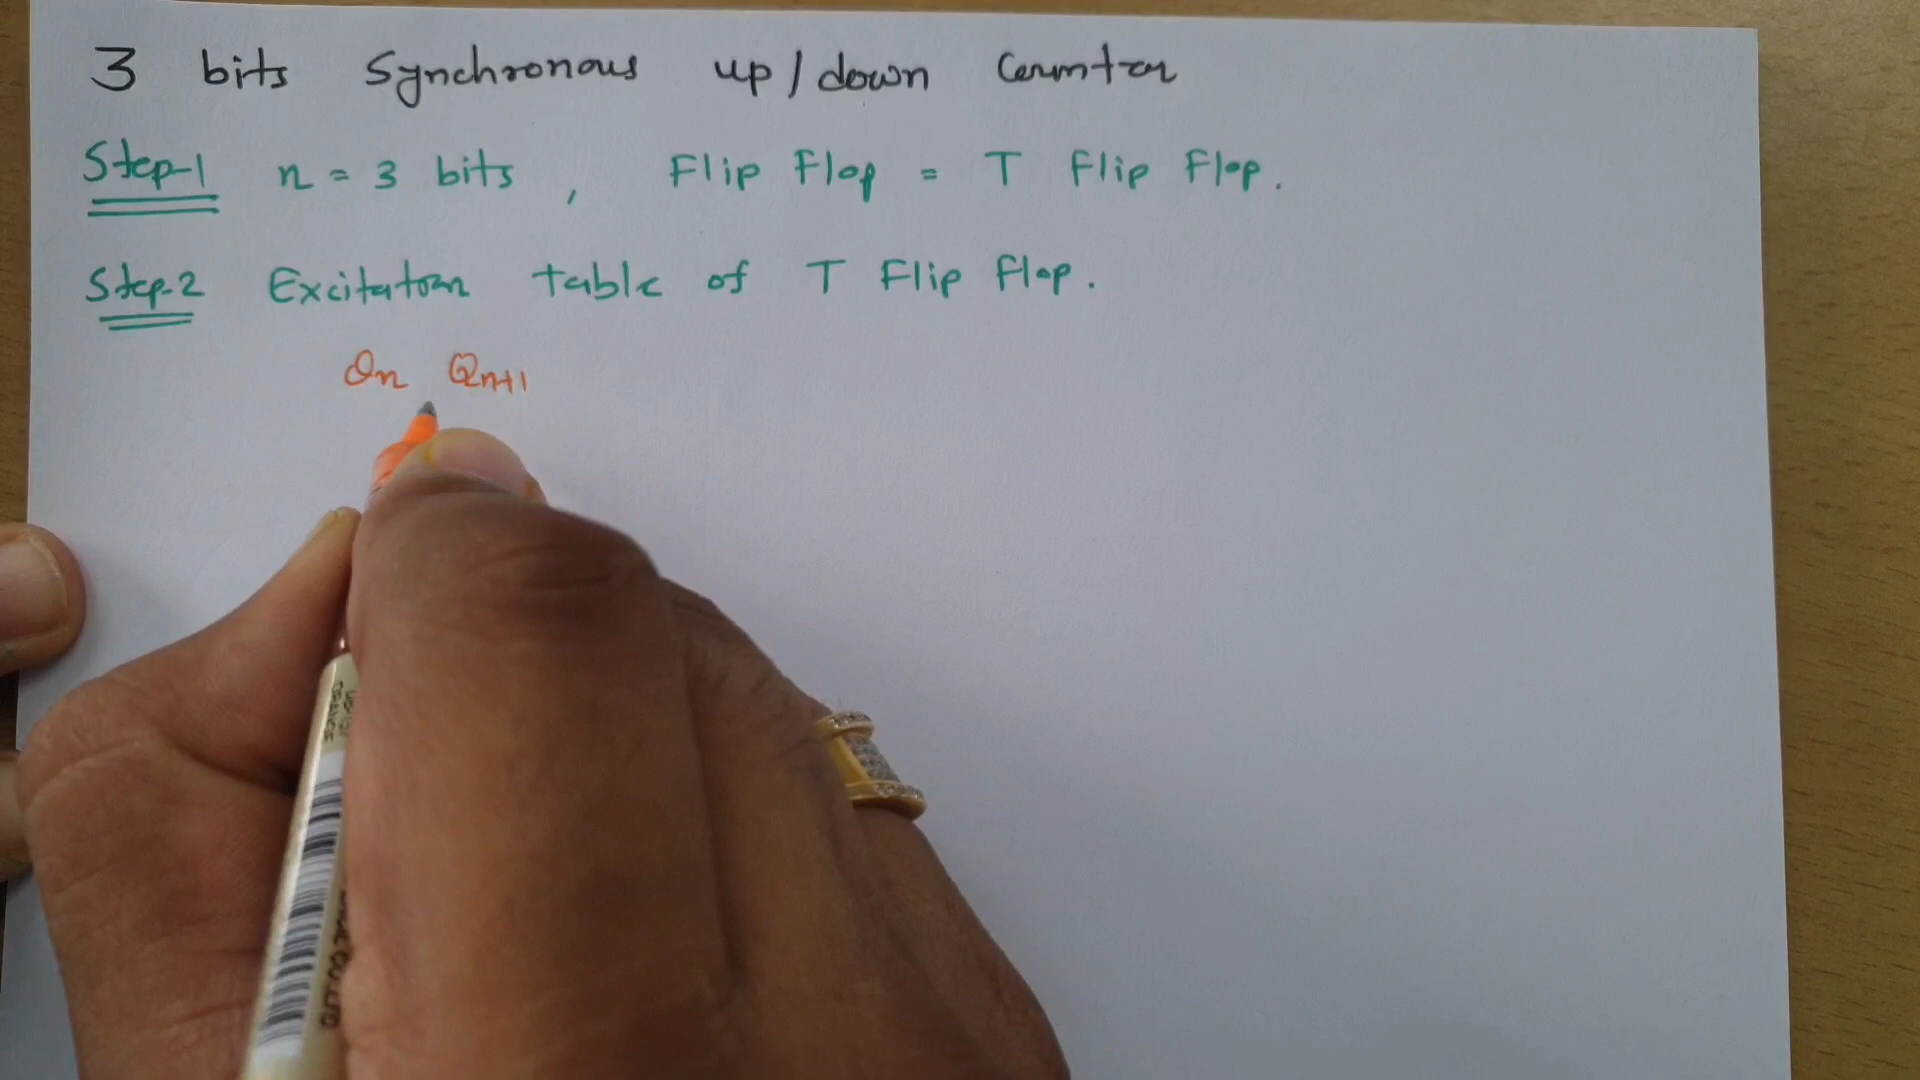 3 bits Synchronous up/down Counter
Step-1 n = 3 bits , Flip Flop = T Flip Flop.
Step-2 Excitation table of T Flip Flop.
Qn Qn+1